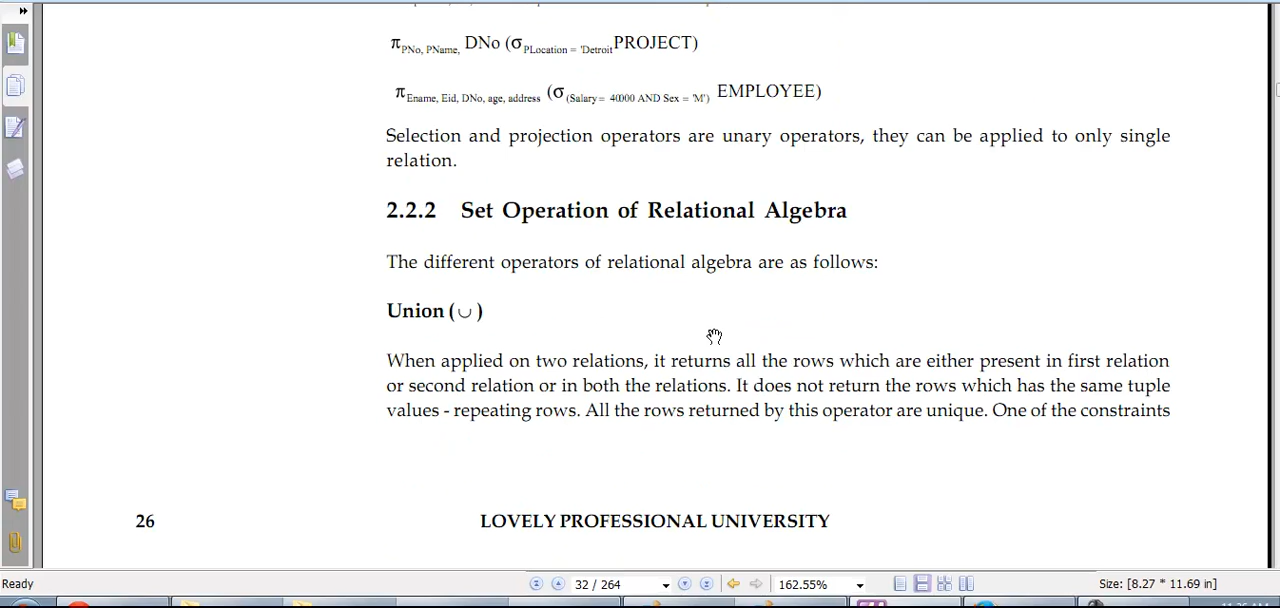 π PNo, PName, DNo (σ PLocation = 'Detroit PROJECT)
π Ename, Eid, DNo, age, address (σ (Salary= 40000 AND Sex = 'M') EMPLOYEE)
Selection and projection operators are unary operators, they can be applied to only single
relation.
2.2.2 Set Operation of Relational Algebra
The different operators of relational algebra are as follows:
Union ( ∪ )
When applied on two relations, it returns all the rows which are either present in first relation
or second relation or in both the relations. It does not return the rows which has the same tuple
values - repeating rows. All the rows returned by this operator are unique. One of the constraints
26 LOVELY PROFESSIONAL UNIVERSITY
Ready 32 / 264 162.55% Size: [8.27 * 11.69 in]